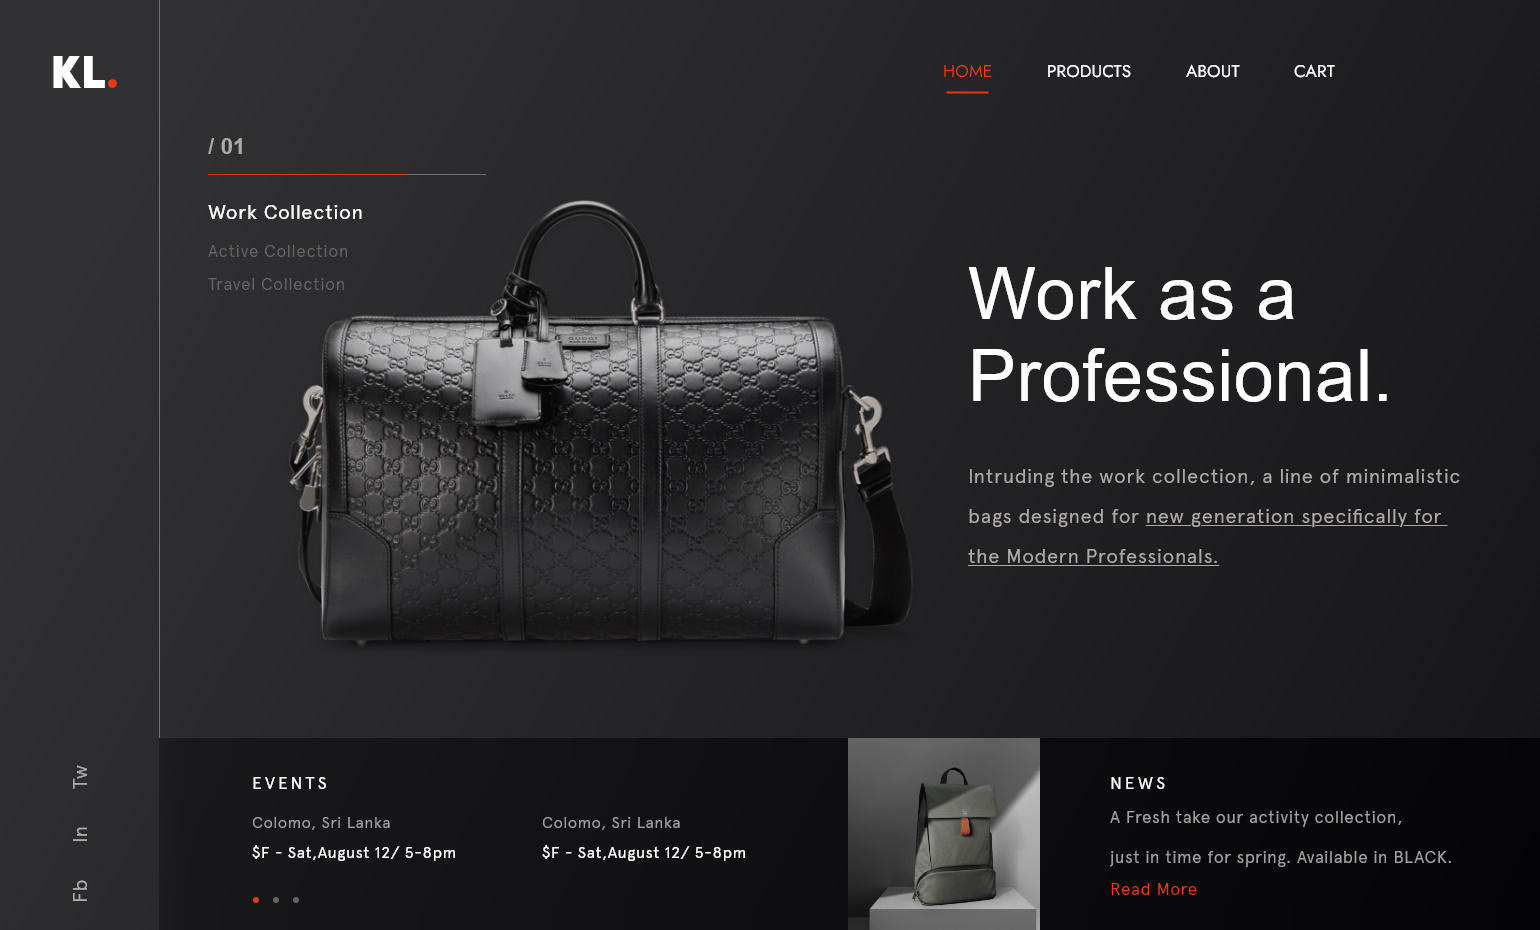 KL.
HOME
PRODUCTS
ABOUT
CART
/ 01
Work Collection
Active Collection
Travel Collection
GUCCI
Work as a
Professional.
Intruding the work collection, a line of minimalistic
bags designed for new generation specifically for
the Modern Professionals.
Tw
In
Fb
EVENTS
Colomo, Sri Lanka
$F - Sat,August 12/ 5-8pm
Colomo, Sri Lanka
$F - Sat,August 12/ 5-8pm
NEWS
A Fresh take our activity collection,
just in time for spring. Available in BLACK.
Read More